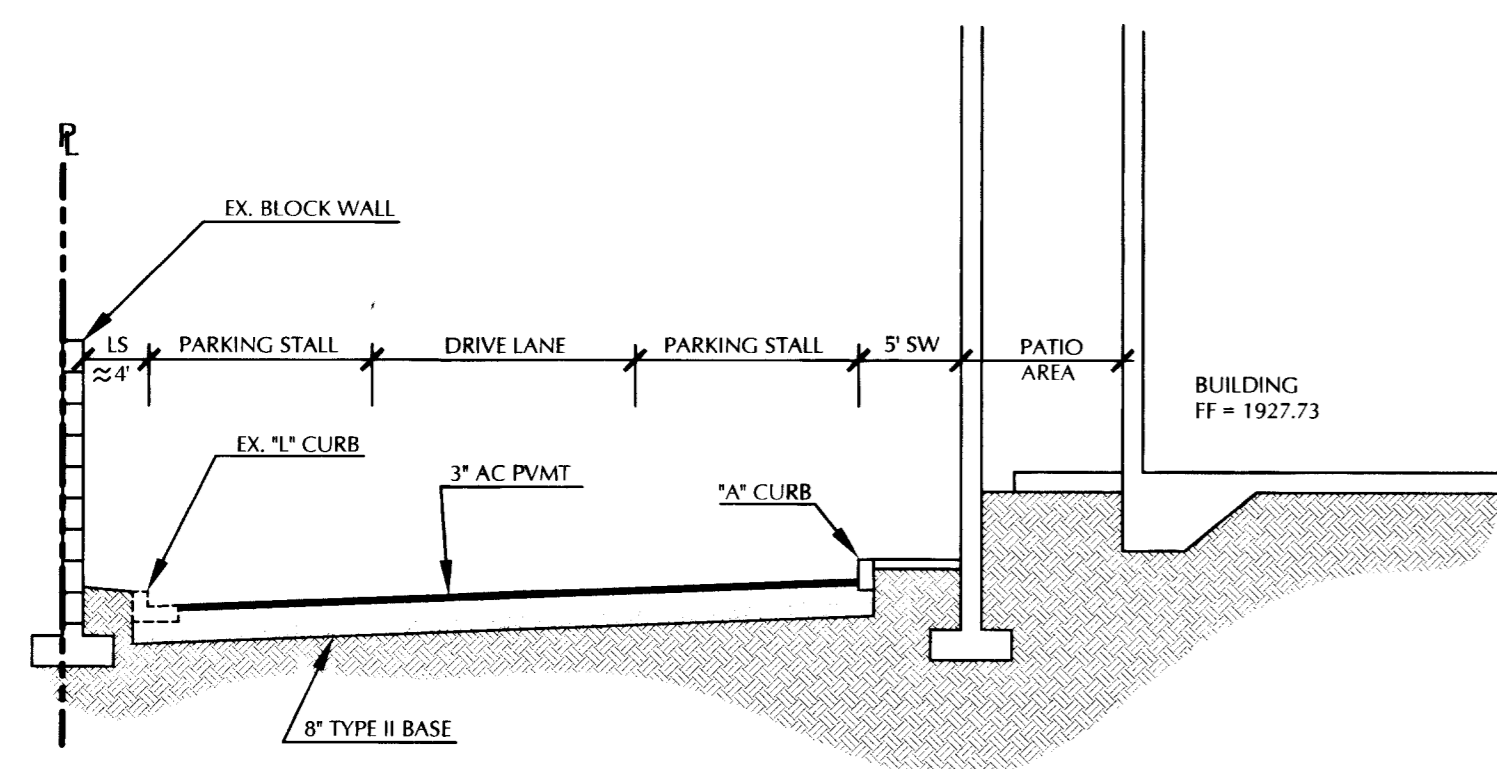 PL
EX. BLOCK WALL
LS
PARKING STALL
DRIVE LANE
PARKING STALL
5' SW
PATIO
≈4'
AREA
BUILDING
FF = 1927.73
EX. "L" CURB
3" AC PVMT
"A" CURB
8" TYPE II BASE